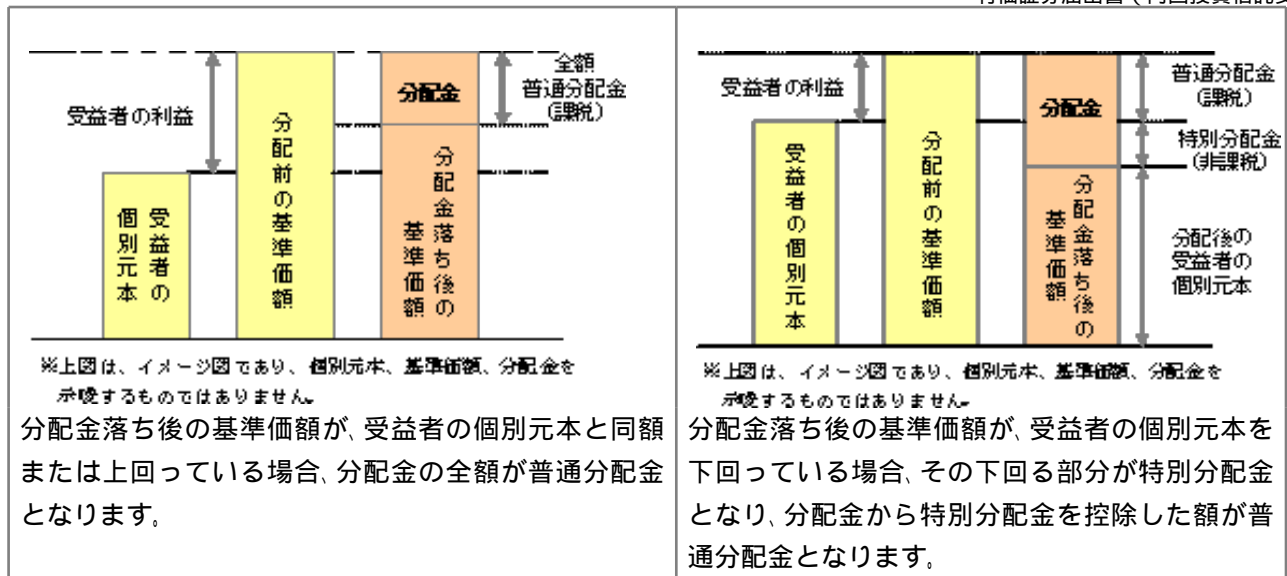 全額
普通分配金
(課税)
受益者の利益
分配金
分配前の基準価額
受益者の
個別元本
分配金落ち後の
基準価額
※上図は、イメージ図であり、個別元本、基準価額、分配金を
示唆するものではありません。
分配金落ち後の基準価額が、受益者の個別元本と同額
または上回っている場合、分配金の全額が普通分配金
となります。
普通分配金
(課税)
受益者の利益
分配金
特別分配金
(非課税)
受益者の個別元本
分配前の基準価額
分配金落ち後の
基準価額
分配後の
受益者の
個別元本
※上図は、イメージ図であり、個別元本、基準価額、分配金を
示唆するものではありません。
分配金落ち後の基準価額が、受益者の個別元本を
下回っている場合、その下回る部分が特別分配金
となり、分配金から特別分配金を控除した額が普
通分配金となります。